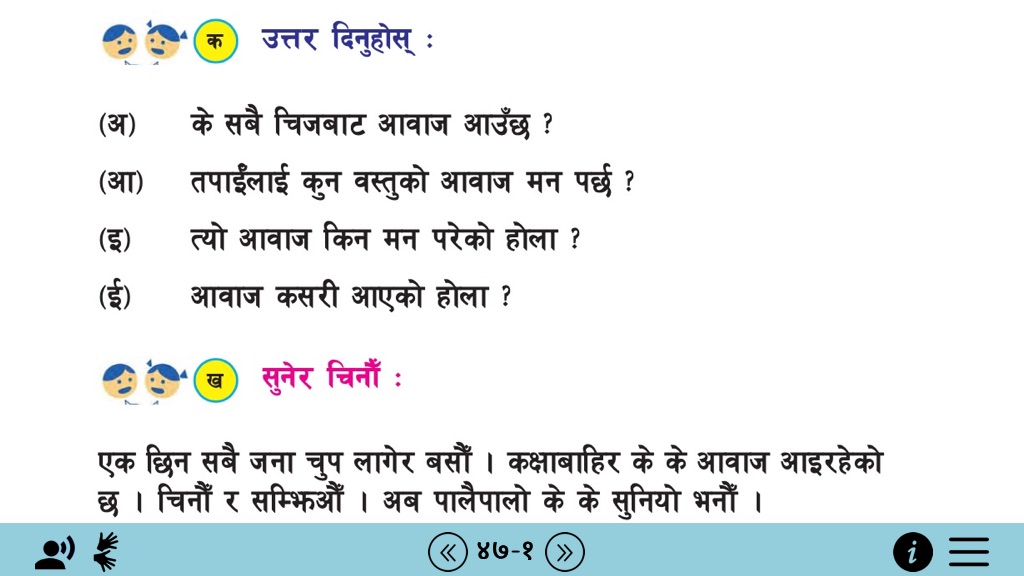 क उत्तर दिनुहोस् :
(अ) के सबै चिजबाट आवाज आउँछ ?
(आ) तपाईंलाई कुन वस्तुको आवाज मन पर्छ ?
(इ) त्यो आवाज किन मन परेको होला ?
(ई) आवाज कसरी आएको होला ?
ख सुनेर चिनौँ :
एक छिन सबै जना चुप लागेर बसौँ । कक्षाबाहिर के के आवाज आइरहेको
छ । चिनौँ र सम्झिऔँ । अब पालैपालो के के सुनियो भनौँ ।
४७-१